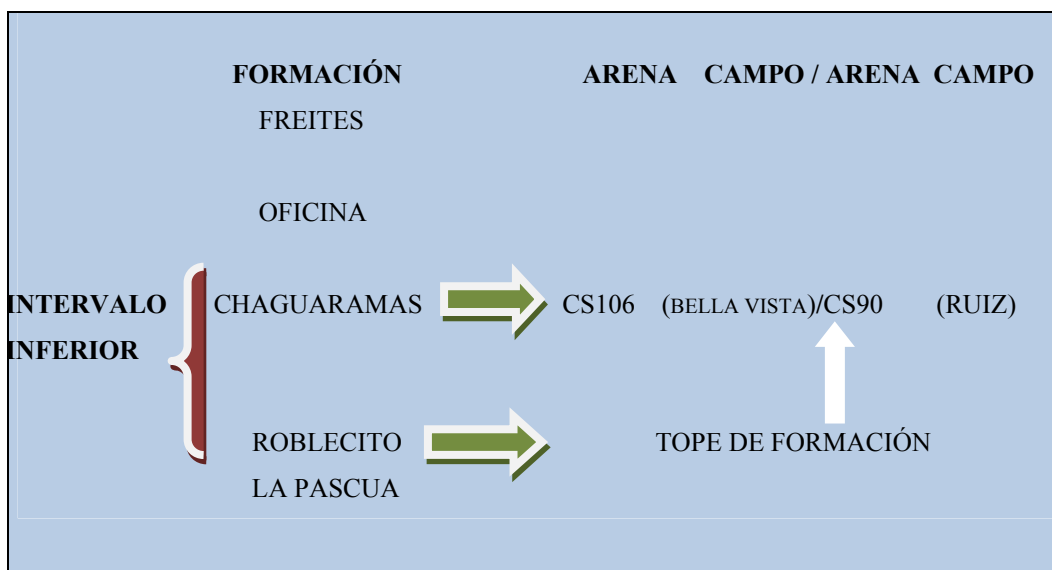 FORMACIÓN ARENA CAMPO / ARENA CAMPO
FREITES
OFICINA
INTERVALO CHAGUARAMAS CS106 (BELLA VISTA)/CS90 (RUIZ)
INFERIOR
ROBLECITO TOPE DE FORMACIÓN
LA PASCUA